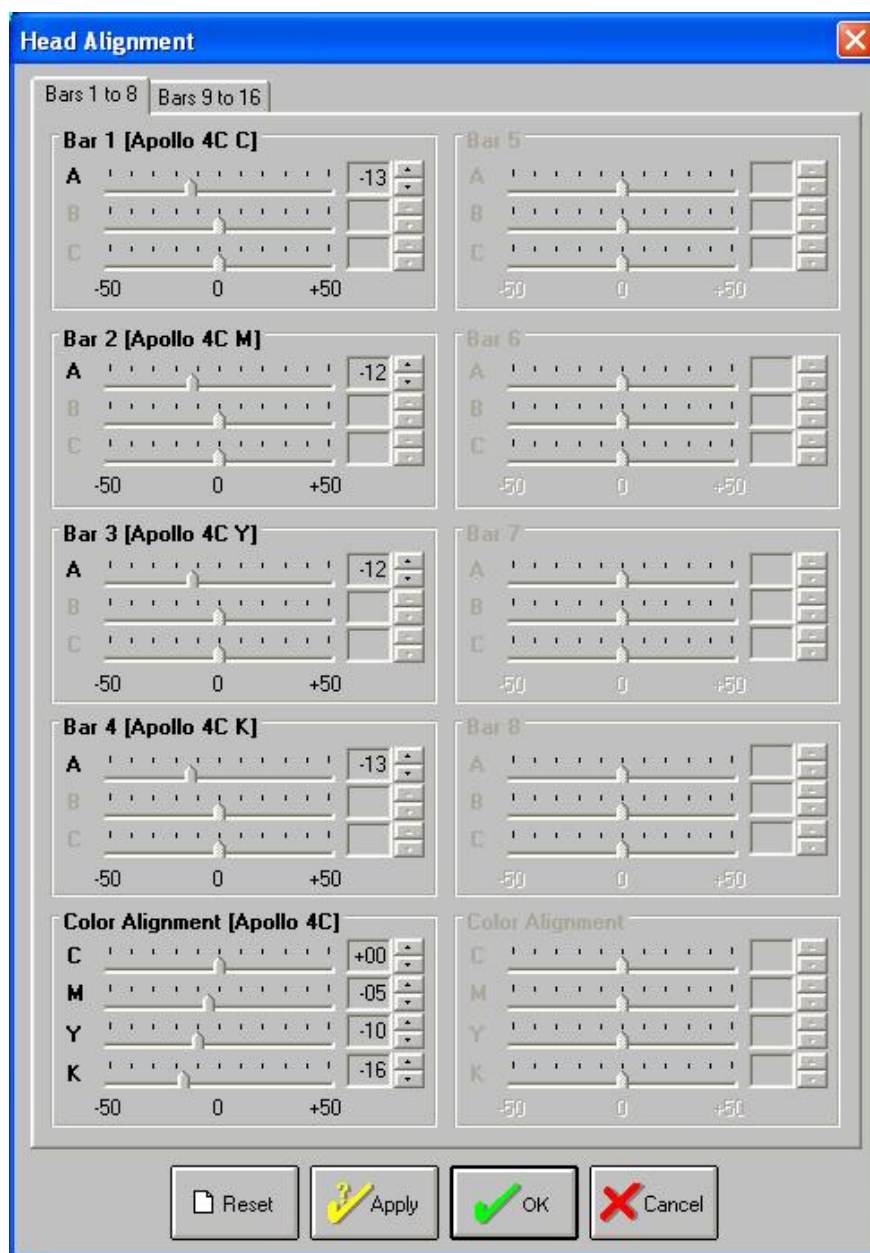 Head Alignment
Bars 1 to 8 Bars 9 to 16
Bar 1 [Apollo 4C C]
A -13
B
C
-50 0 +50
Bar 5
A
B
C
-50 0 +50
Bar 2 [Apollo 4C M]
A -12
B
C
-50 0 +50
Bar 6
A
B
C
-50 0 +50
Bar 3 [Apollo 4C Y]
A -12
B
C
-50 0 +50
Bar 7
A
B
C
-50 0 +50
Bar 4 [Apollo 4C K]
A -13
B
C
-50 0 +50
Bar 8
A
B
C
-50 0 +50
Color Alignment [Apollo 4C]
C +00
M -05
Y -10
K -16
-50 0 +50
Color Alignment
C
M
Y
K
-50 0 +50
Reset ? Apply OK Cancel